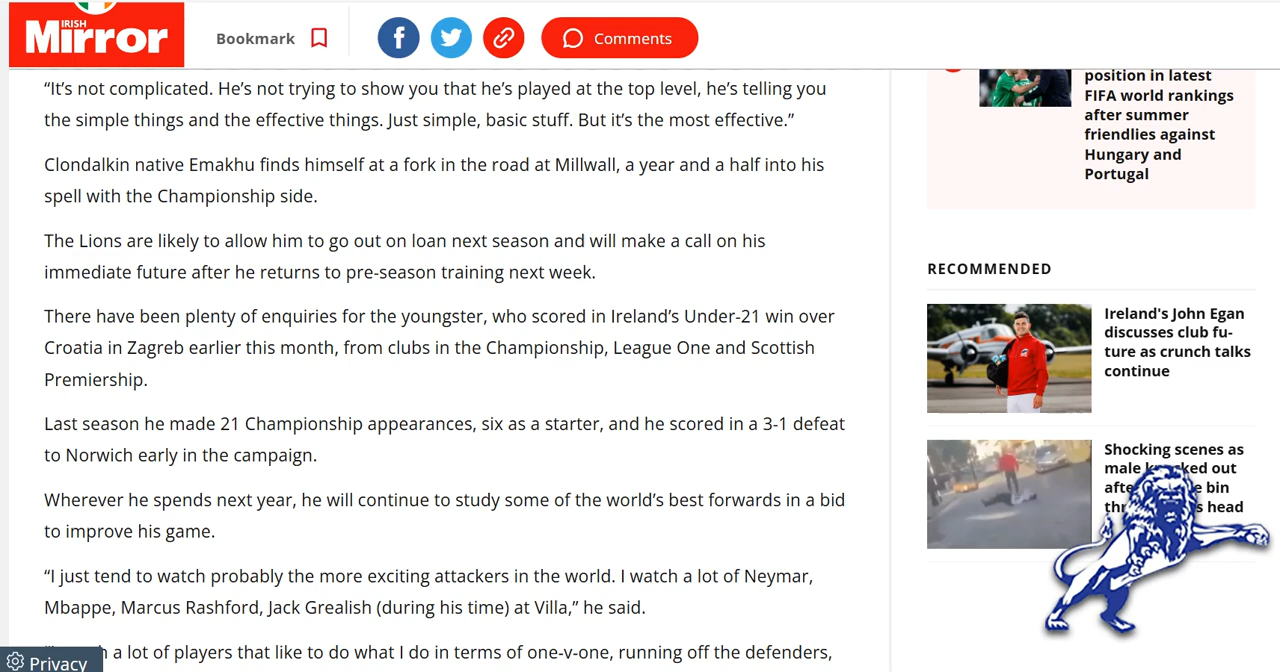 IRISH
Mirror
Bookmark
Comments
“It’s not complicated. He’s not trying to show you that he’s played at the top level, he’s telling you
the simple things and the effective things. Just simple, basic stuff. But it’s the most effective.”
Clondalkin native Emakhu finds himself at a fork in the road at Millwall, a year and a half into his
spell with the Championship side.
The Lions are likely to allow him to go out on loan next season and will make a call on his
immediate future after he returns to pre-season training next week.
There have been plenty of enquiries for the youngster, who scored in Ireland’s Under-21 win over
Croatia in Zagreb earlier this month, from clubs in the Championship, League One and Scottish
Premiership.
Last season he made 21 Championship appearances, six as a starter, and he scored in a 3-1 defeat
to Norwich early in the campaign.
Wherever he spends next year, he will continue to study some of the world’s best forwards in a bid
to improve his game.
“I just tend to watch probably the more exciting attackers in the world. I watch a lot of Neymar,
Mbappe, Marcus Rashford, Jack Grealish (during his time) at Villa,” he said.
a lot of players that like to do what I do in terms of one-v-one, running off the defenders,
Privacy
position in latest
FIFA world rankings
after summer
friendlies against
Hungary and
Portugal
RECOMMENDED
Ireland's John Egan
discusses club fu-
ture as crunch talks
continue
Shocking scenes as
male out
bin
head